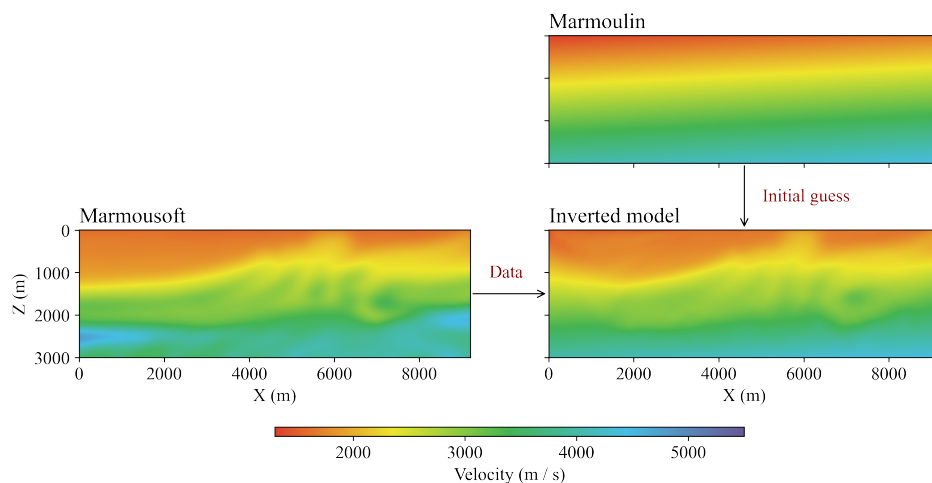 Marmoulin
Initial guess
Marmousoft
Inverted model
Data
Z (m)
0
1000
2000
3000
0 2000 4000 6000 8000
X (m)
0 2000 4000 6000 8000
X (m)
2000 3000 4000 5000
Velocity (m / s)